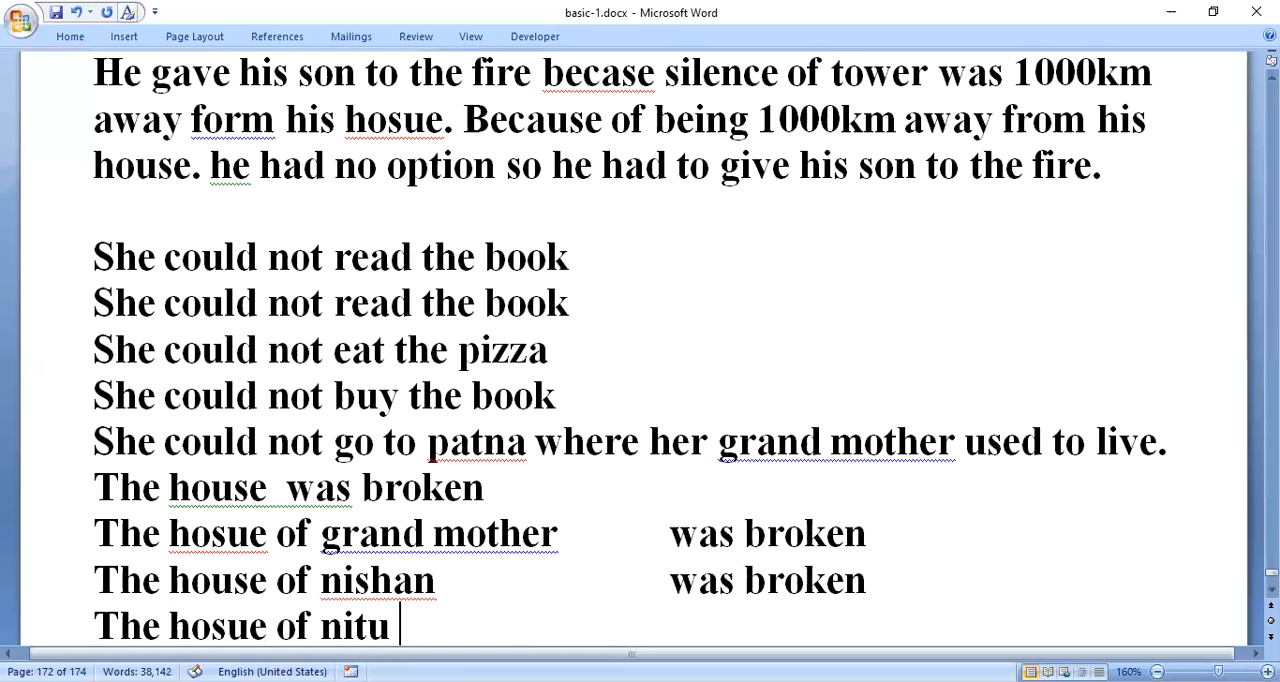 basic-1.docx - Microsoft Word
Home Insert Page Layout References Mailings Review View Developer
He gave his son to the fire becase silence of tower was 1000km
away form his hosue. Because of being 1000km away from his
house. he had no option so he had to give his son to the fire.
She could not read the book
She could not read the book
She could not eat the pizza
She could not buy the book
She could not go to patna where her grand mother used to live.
The house  was broken
The hosue of grand mother was broken
The house of nishan was broken
The hosue of nitu
Page: 172 of 174 Words: 38,142 English (United States) 160%